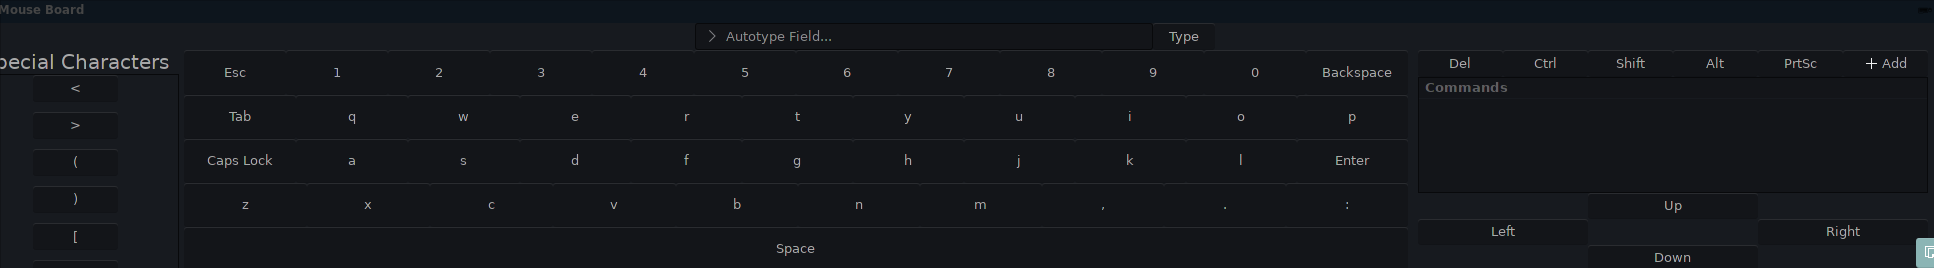 Mouse Board
Autotype Field... Type
pecial Characters
<
>
(
)
[
Esc 1 2 3 4 5 6 7 8 9 0 Backspace
Tab q w e r t y u i o p
Caps Lock a s d f g h j k l Enter
z x c v b n m , . :
Space
Del Ctrl Shift Alt PrtSc + Add
Commands
Up
Left Right
Down